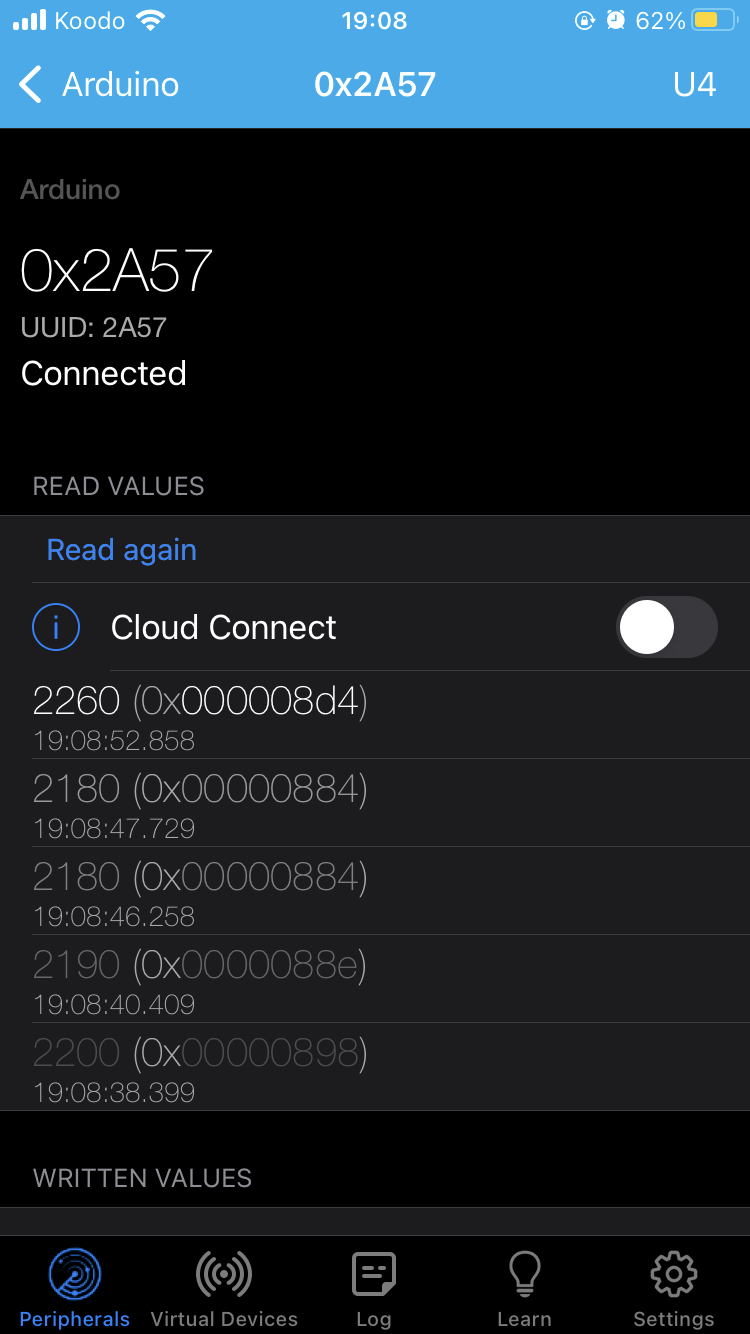 Koodo 19:08 62%
Arduino 0x2A57 U4
Arduino
0x2A57
UUID: 2A57
Connected
READ VALUES
Read again
i Cloud Connect
2260 (0x000008d4)
19:08:52.858
2180 (0x00000884)
19:08:47.729
2180 (0x00000884)
19:08:46.258
2190 (0x0000088e)
19:08:40.409
2200 (0x00000898)
19:08:38.399
WRITTEN VALUES
Peripherals Virtual Devices Log Learn Settings